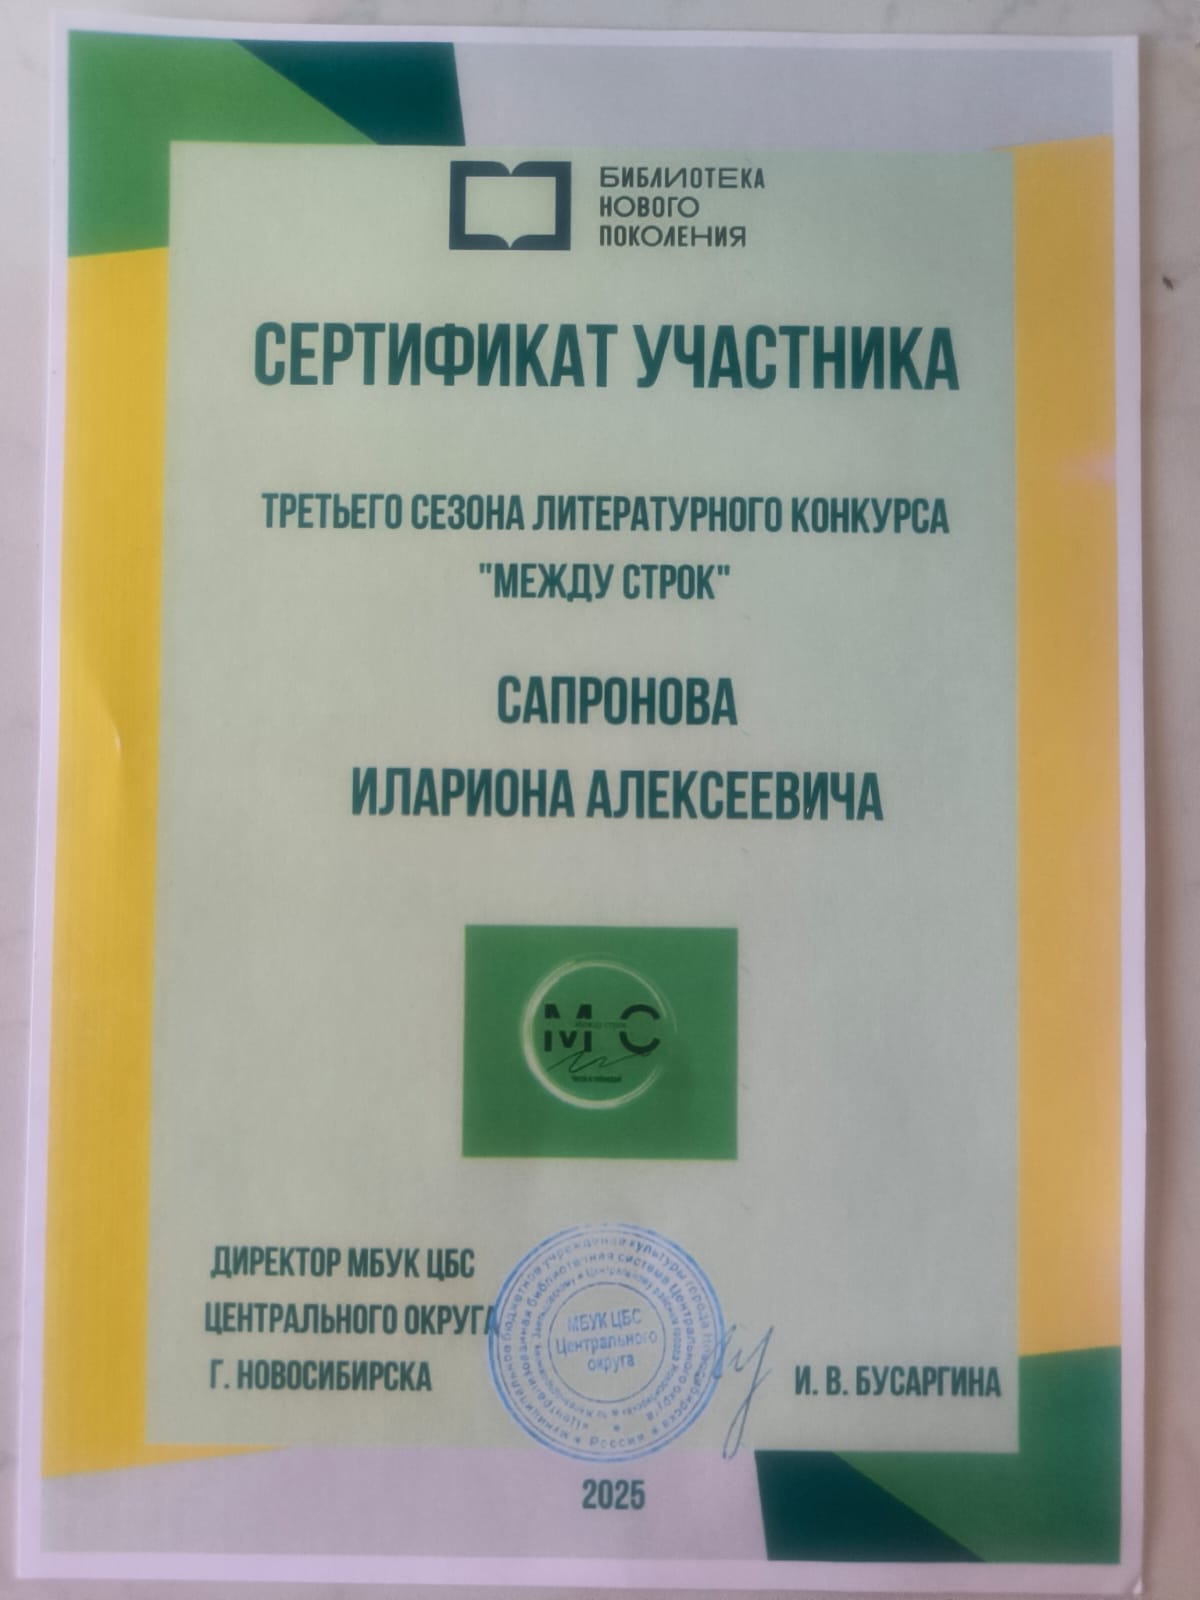 БИБЛИОТЕКА
НОВОГО
ПОКОЛЕНИЯ
СЕРТИФИКАТ УЧАСТНИКА
ТРЕТЬЕГО СЕЗОНА ЛИТЕРАТУРНОГО КОНКУРСА
"МЕЖДУ СТРОК"
САПРОНОВА
ИЛАРИОНА АЛЕКСЕЕВИЧА
М С
ДИРЕКТОР МБУК ЦБС
ЦЕНТРАЛЬНОГО ОКРУГА
Г. НОВОСИБИРСКА
МБУК ЦБС
Центрального
округа
Россия
И. В. БУСАРГИНА
2025